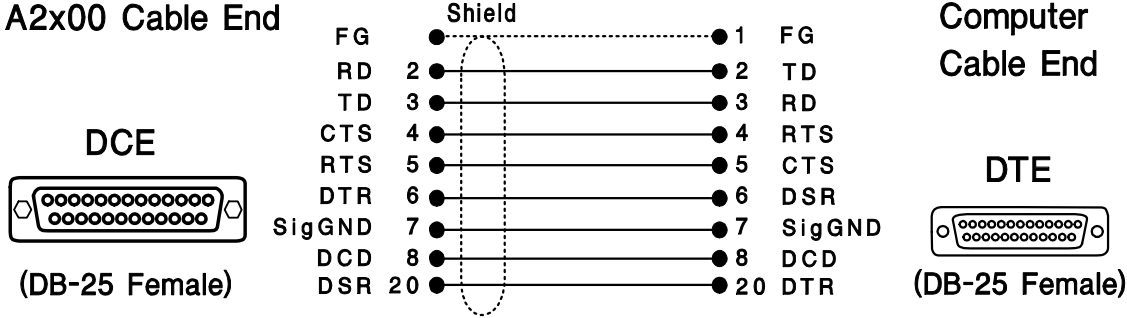 A2x00 Cable End
Shield
Computer
Cable End
FG 1 FG
RD 2 2 TD
TD 3 3 RD
CTS 4 4 RTS
RTS 5 5 CTS
DTR 6 6 DSR
SigGND 7 7 SigGND
DCD 8 8 DCD
DSR 20 20 DTR
DCE
(DB-25 Female)
DTE
(DB-25 Female)